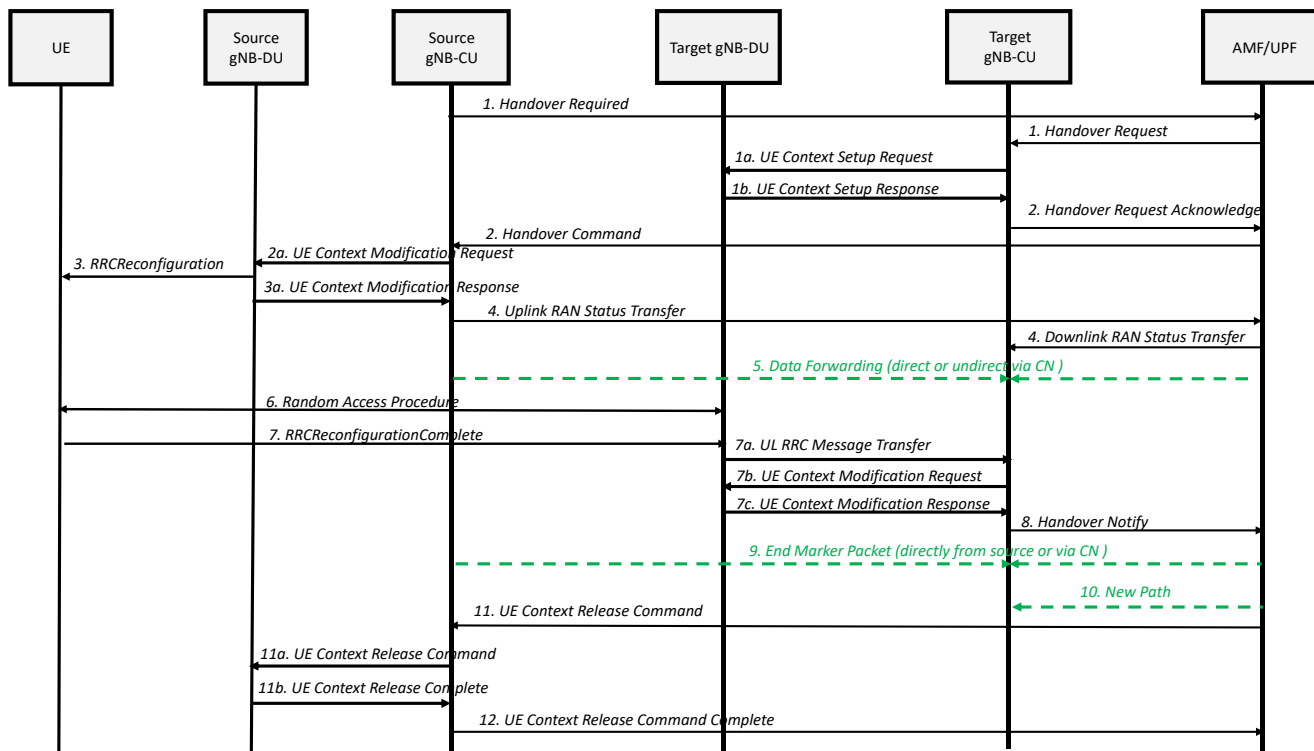 UE
Source
gNB-DU
Source
gNB-CU
Target gNB-DU
Target
gNB-CU
AMF/UPF
1. Handover Required
1. Handover Request
1a. UE Context Setup Request
1b. UE Context Setup Response
2. Handover Request Acknowledge
2. Handover Command
2a. UE Context Modification Request
3. RRCReconfiguration
3a. UE Context Modification Response
4. Uplink RAN Status Transfer
4. Downlink RAN Status Transfer
5. Data Forwarding (direct or undirect via CN )
6. Random Access Procedure
7. RRCReconfigurationComplete
7a. UL RRC Message Transfer
7b. UE Context Modification Request
7c. UE Context Modification Response
8. Handover Notify
9. End Marker Packet (directly from source or via CN )
10. New Path
11. UE Context Release Command
11a. UE Context Release Command
11b. UE Context Release Complete
12. UE Context Release Command Complete